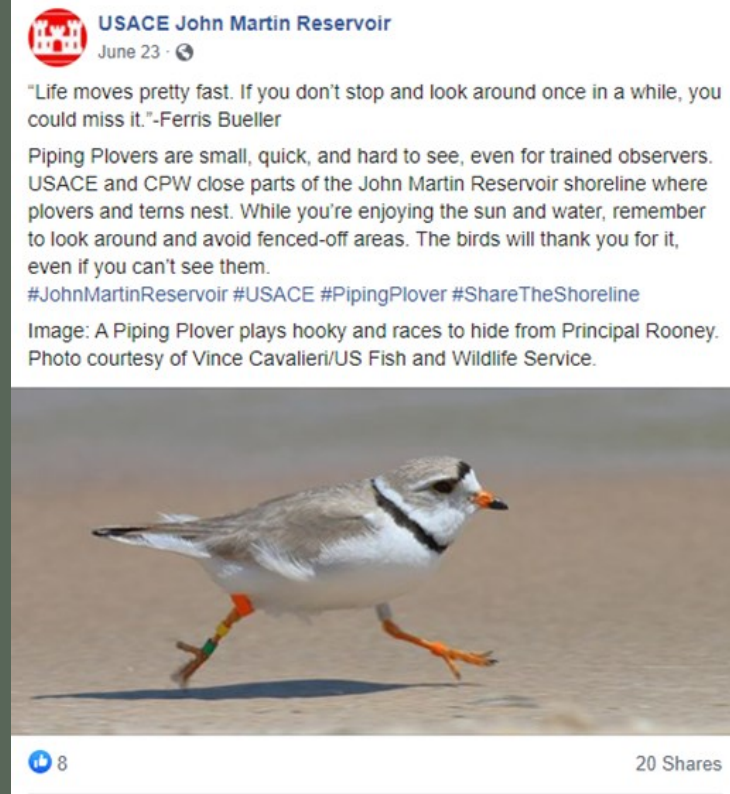 USACE John Martin Reservoir
June 23 ·
“Life moves pretty fast. If you don’t stop and look around once in a while, you
could miss it.”-Ferris Bueller
Piping Plovers are small, quick, and hard to see, even for trained observers.
USACE and CPW close parts of the John Martin Reservoir shoreline where
plovers and terns nest. While you’re enjoying the sun and water, remember
to look around and avoid fenced-off areas. The birds will thank you for it,
even if you can’t see them.
#JohnMartinReservoir #USACE #PipingPlover #ShareTheShoreline
Image: A Piping Plover plays hooky and races to hide from Principal Rooney.
Photo courtesy of Vince Cavalieri/US Fish and Wildlife Service.
8 20 Shares